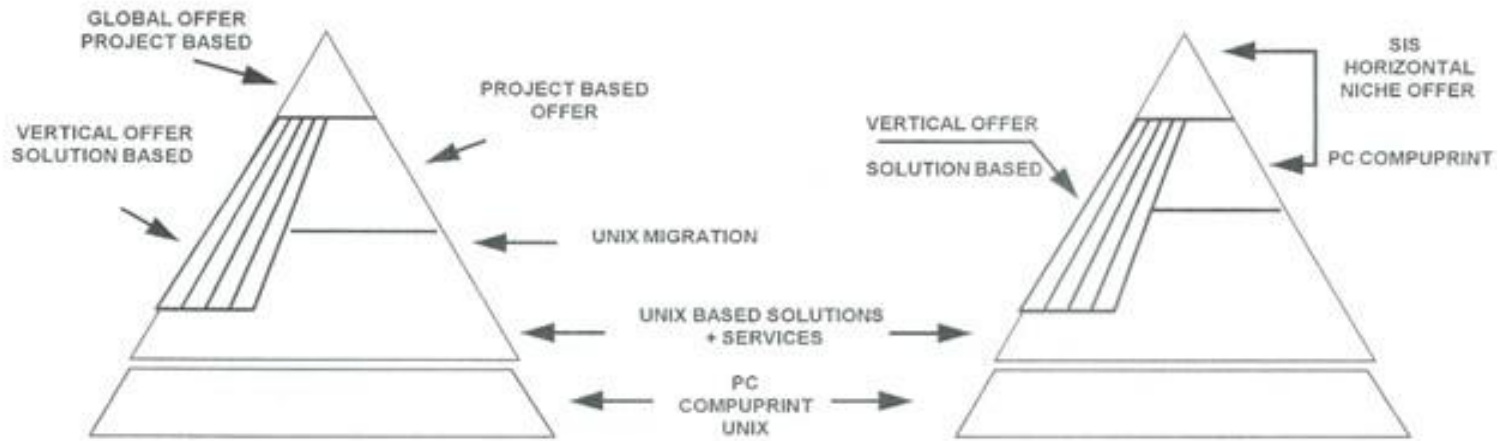 GLOBAL OFFER
PROJECT BASED
PROJECT BASED
OFFER
VERTICAL OFFER
SOLUTION BASED
UNIX MIGRATION
UNIX BASED SOLUTIONS
+ SERVICES
PC
COMPUPRINT
UNIX
SIS
HORIZONTAL
NICHE OFFER
VERTICAL OFFER
SOLUTION BASED
PC COMPUPRINT